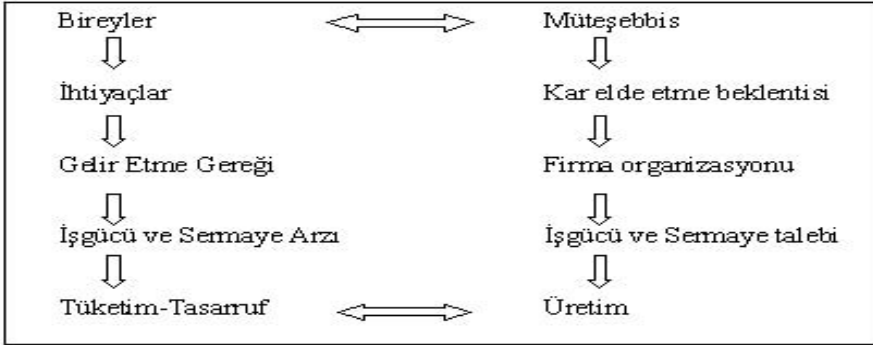 Bireyler Müteşebbis
İhtiyaçlar Kar elde etme beklentisi
Gelir Etme Gereği Firma organizasyonu
İşgücü ve Sermaye Arzı İşgücü ve Sermaye talebi
Tüketim-Tasarruf Üretim